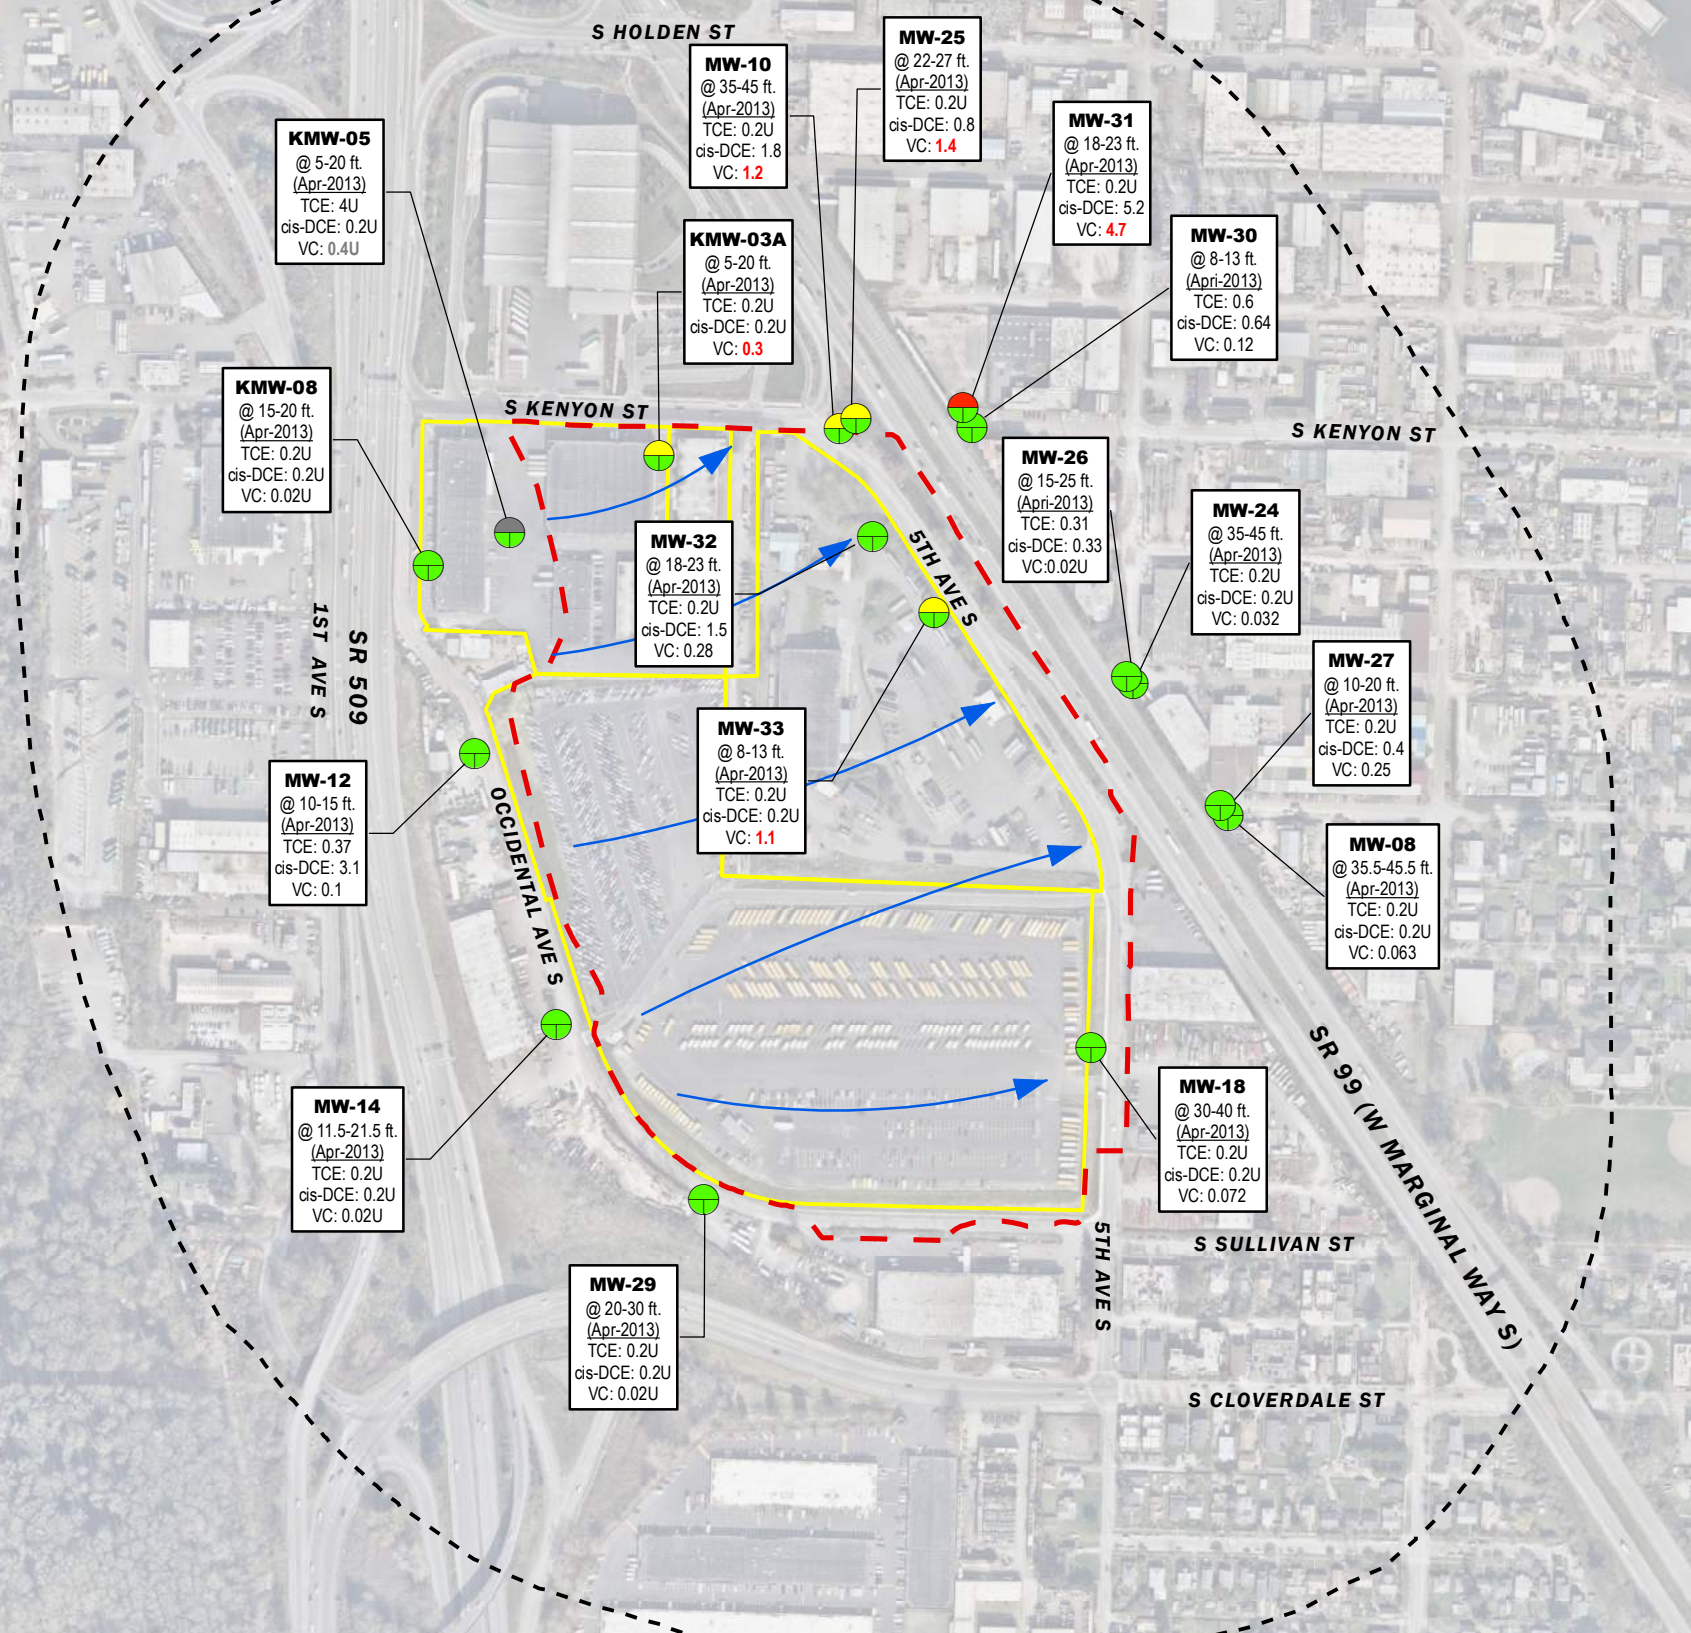 S HOLDEN ST
MW-10
@ 35-45 ft.
(Apr-2013)
TCE: 0.2U
cis-DCE: 1.8
VC: 1.2
MW-25
@ 22-27 ft.
(Apr-2013)
TCE: 0.2U
cis-DCE: 0.8
VC: 1.4
MW-31
@ 18-23 ft.
(Apr-2013)
TCE: 0.2U
cis-DCE: 5.2
VC: 4.7
KMW-05
@ 5-20 ft.
(Apr-2013)
TCE: 4U
cis-DCE: 0.2U
VC: 0.4U
KMW-03A
@ 5-20 ft.
(Apr-2013)
TCE: 0.2U
cis-DCE: 0.2U
VC: 0.3
MW-30
@ 8-13 ft.
(Apri-2013)
TCE: 0.6
cis-DCE: 0.64
VC: 0.12
KMW-08
@ 15-20 ft.
(Apr-2013)
TCE: 0.2U
cis-DCE: 0.2U
VC: 0.02U
S KENYON ST
S KENYON ST
MW-26
@ 15-25 ft.
(Apri-2013)
TCE: 0.31
cis-DCE: 0.33
VC:0.02U
MW-24
@ 35-45 ft.
(Apr-2013)
TCE: 0.2U
cis-DCE: 0.2U
VC: 0.032
MW-32
@ 18-23 ft.
(Apr-2013)
TCE: 0.2U
cis-DCE: 1.5
VC: 0.28
5TH AVE S
1ST AVE S
SR 509
MW-27
@ 10-20 ft.
(Apr-2013)
TCE: 0.2U
cis-DCE: 0.4
VC: 0.25
MW-33
@ 8-13 ft.
(Apr-2013)
TCE: 0.2U
cis-DCE: 0.2U
VC: 1.1
MW-12
@ 10-15 ft.
(Apr-2013)
TCE: 0.37
cis-DCE: 3.1
VC: 0.1
OCCIDENTAL AVE S
MW-08
@ 35.5-45.5 ft.
(Apr-2013)
TCE: 0.2U
cis-DCE: 0.2U
VC: 0.063
MW-14
@ 11.5-21.5 ft.
(Apr-2013)
TCE: 0.2U
cis-DCE: 0.2U
VC: 0.02U
MW-18
@ 30-40 ft.
(Apr-2013)
TCE: 0.2U
cis-DCE: 0.2U
VC: 0.072
SR 99 (W MARGINAL WAY S)
S SULLIVAN ST
5TH AVE S
MW-29
@ 20-30 ft.
(Apr-2013)
TCE: 0.2U
cis-DCE: 0.2U
VC: 0.02U
S CLOVERDALE ST